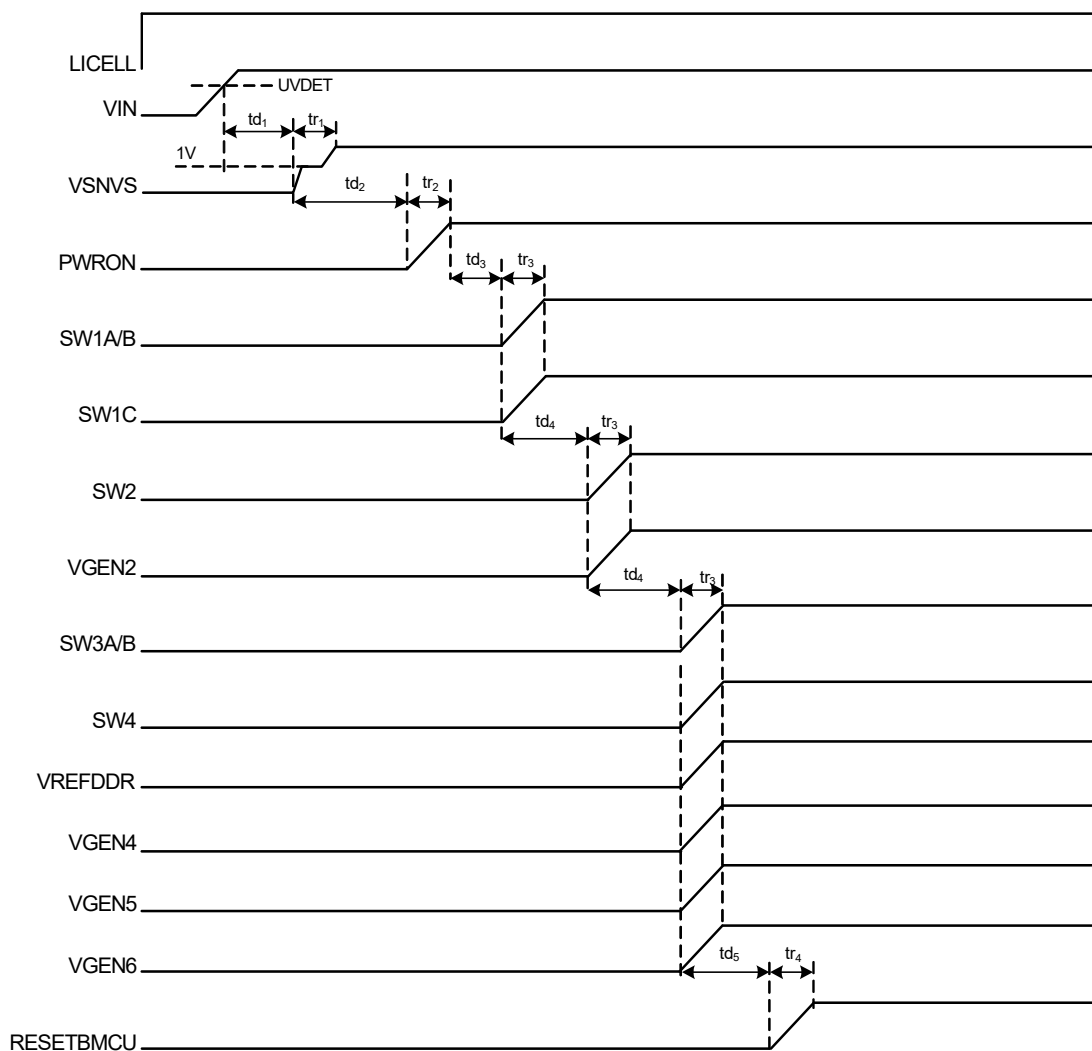 LICELL
UVDET
VIN
td₁ tr₁
1V
VSNVS
td₂ tr₂
PWRON
td₃ tr₃
SW1A/B
SW1C
td₄ tr₃
SW2
VGEN2
td₄ tr₃
SW3A/B
SW4
VREFDDR
VGEN4
VGEN5
VGEN6
td₅ tr₄
RESETBMCU